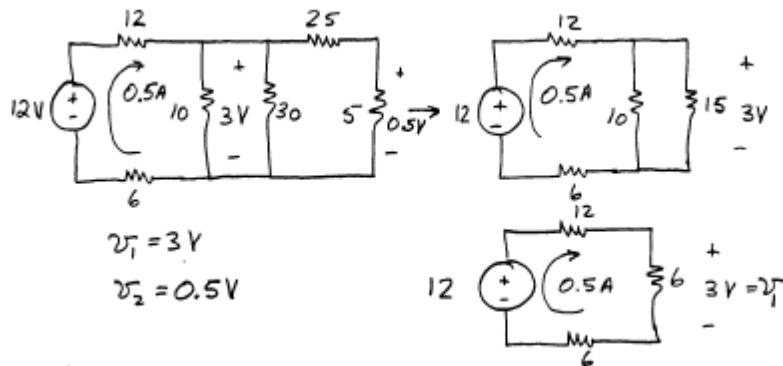 12
25
12V
+
-
0.5A
10
+
3V
-
30
5
+
0.5V
-
12
12
+
-
0.5A
10
15
+
3V
-
6
6
v₁ = 3V
v₂ = 0.5V
12
12
+
-
0.5A
6
+
3V = v₁
-
6